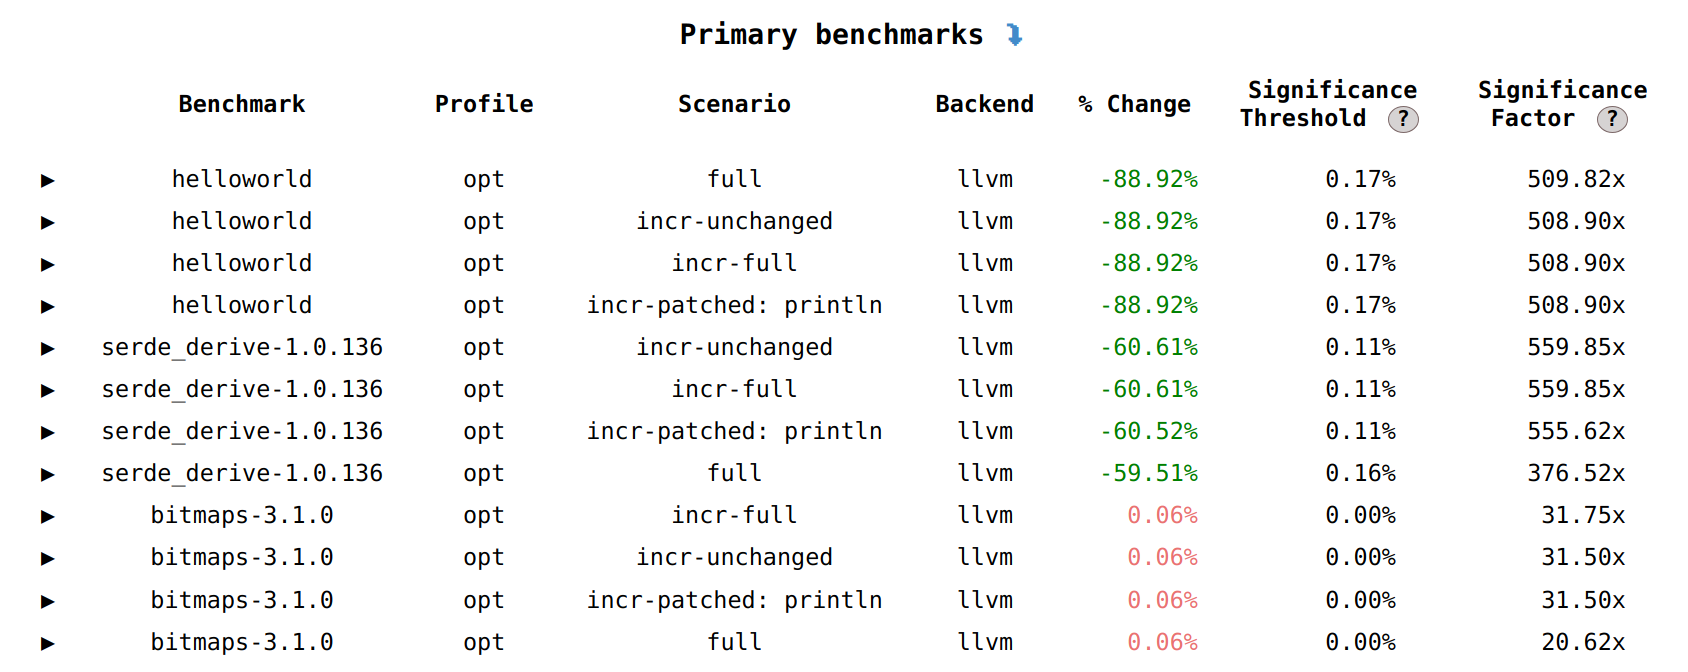 Primary benchmarks
Benchmark Profile Scenario Backend % Change Significance Threshold ? Significance Factor ?
helloworld opt full llvm -88.92% 0.17% 509.82x
helloworld opt incr-unchanged llvm -88.92% 0.17% 508.90x
helloworld opt incr-full llvm -88.92% 0.17% 508.90x
helloworld opt incr-patched: println llvm -88.92% 0.17% 508.90x
serde_derive-1.0.136 opt incr-unchanged llvm -60.61% 0.11% 559.85x
serde_derive-1.0.136 opt incr-full llvm -60.61% 0.11% 559.85x
serde_derive-1.0.136 opt incr-patched: println llvm -60.52% 0.11% 555.62x
serde_derive-1.0.136 opt full llvm -59.51% 0.16% 376.52x
bitmaps-3.1.0 opt incr-full llvm 0.06% 0.00% 31.75x
bitmaps-3.1.0 opt incr-unchanged llvm 0.06% 0.00% 31.50x
bitmaps-3.1.0 opt incr-patched: println llvm 0.06% 0.00% 31.50x
bitmaps-3.1.0 opt full llvm 0.06% 0.00% 20.62x